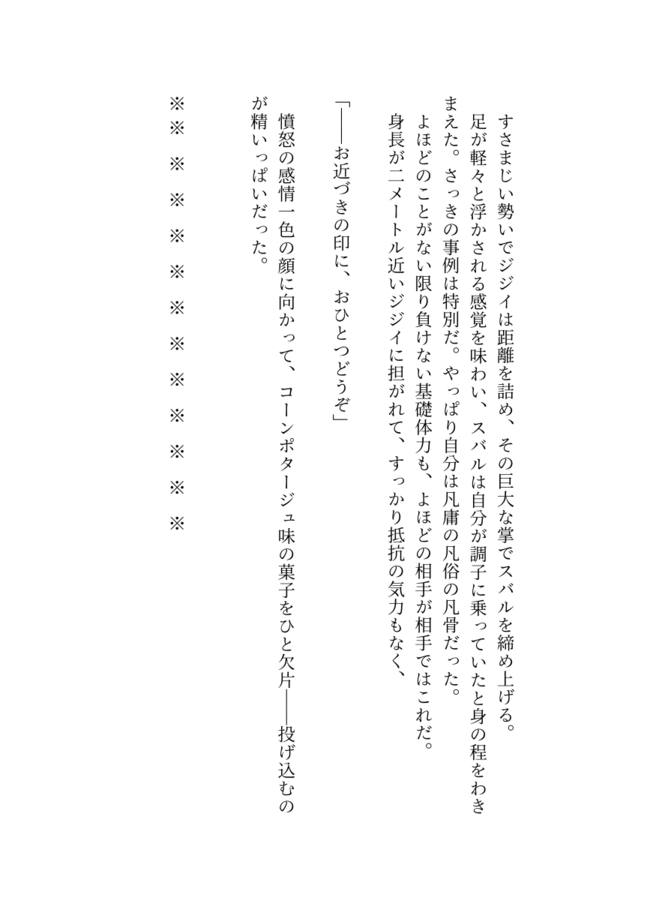 すさまじい勢いでジジイは距離を詰め、その巨大な掌でスバルを締め上げる。
足が軽々と浮かされる感覚を味わい、スバルは自分が調子に乗っていたと身の程をわき
まえた。さっきの事例は特別だ。やっぱり自分は凡庸の凡俗の凡骨だった。
よほどのことがない限り負けない基礎体力も、よほどの相手が相手ではこれだ。
身長が二メートル近いジジイに担がれて、すっかり抵抗の気力もなく、
「――お近づきの印に、おひとつどうぞ」
憤怒の感情一色の顔に向かって、コーンポタージュ味の菓子をひと欠片――投げ込むの
が精いっぱいだった。
※※　※　※　※　※　※　※　※　※　※　※　※